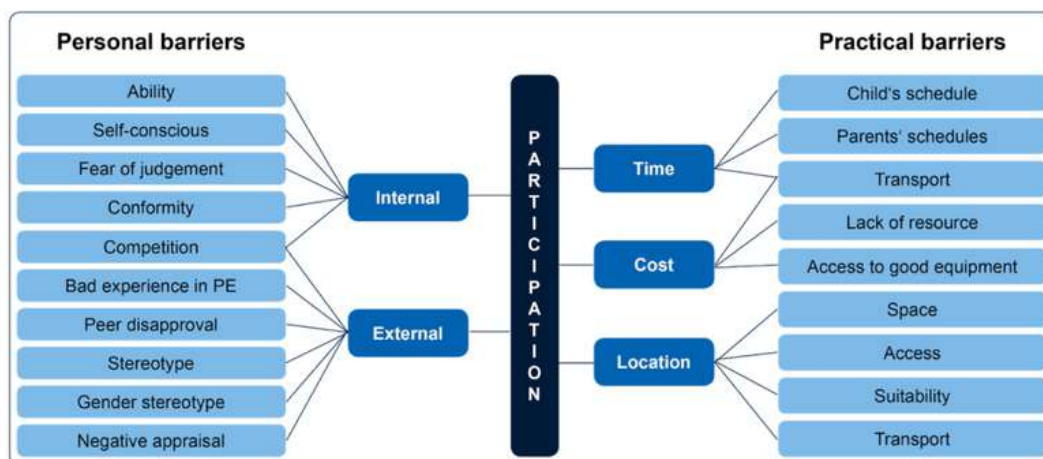 Personal barriers
Ability
Self-conscious
Fear of judgement
Conformity
Competition
Bad experience in PE
Peer disapproval
Stereotype
Gender stereotype
Negative appraisal
Internal
External
PARTICIPATION
Time
Cost
Location
Practical barriers
Child‘s schedule
Parents‘ schedules
Transport
Lack of resource
Access to good equipment
Space
Access
Suitability
Transport